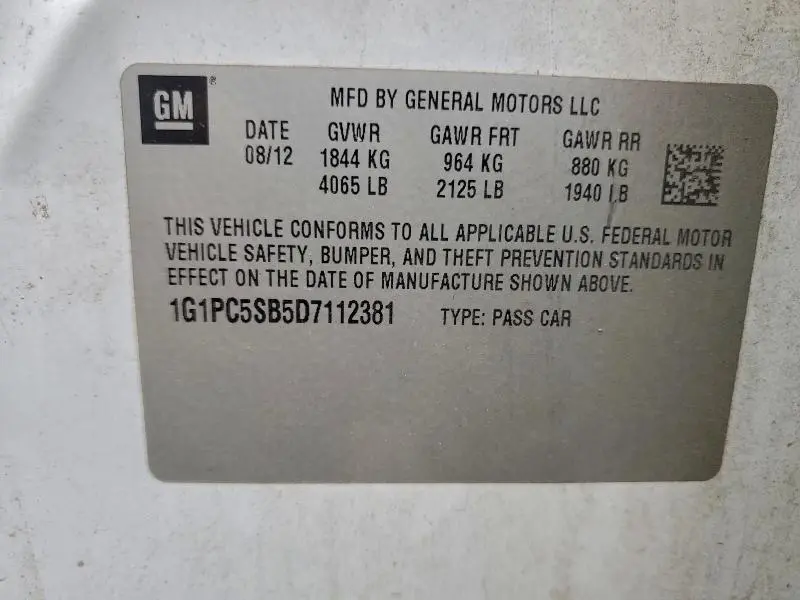 GM®
MFD BY GENERAL MOTORS LLC
DATE GVWR GAWR FRT GAWR RR
08/12 1844 KG 964 KG 880 KG
4065 LB 2125 LB 1940 LB
THIS VEHICLE CONFORMS TO ALL APPLICABLE U.S. FEDERAL MOTOR
VEHICLE SAFETY, BUMPER, AND THEFT PREVENTION STANDARDS IN
EFFECT ON THE DATE OF MANUFACTURE SHOWN ABOVE.
1G1PC5SB5D7112381 TYPE: PASS CAR